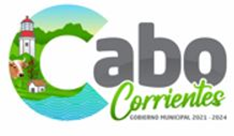 Cabo
Corrientes
GOBIERNO MUNICIPAL 2021 - 2024